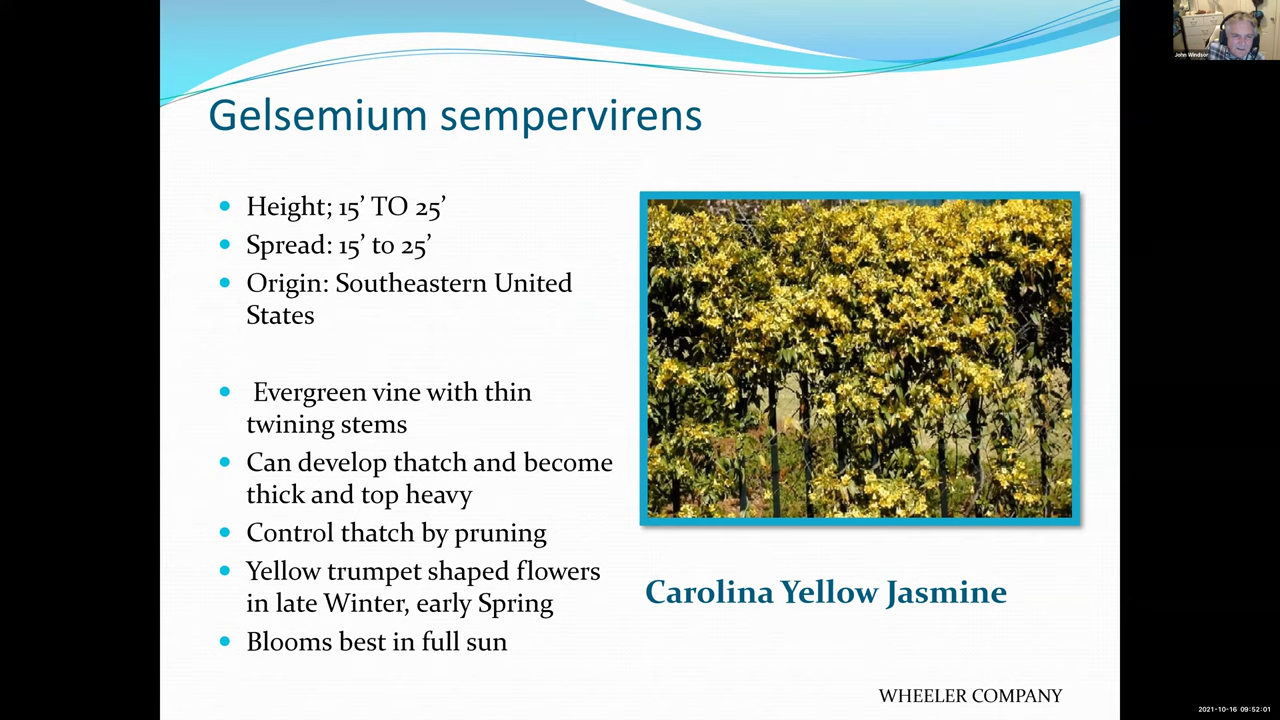 John Windsor
Gelsemium sempervirens
Height; 15’ TO 25’
Spread: 15’ to 25’
Origin: Southeastern United
States
Evergreen vine with thin
twining stems
Can develop thatch and become
thick and top heavy
Control thatch by pruning
Yellow trumpet shaped flowers
in late Winter, early Spring
Blooms best in full sun
Carolina Yellow Jasmine
WHEELER COMPANY
2021-10-16 09:52:01